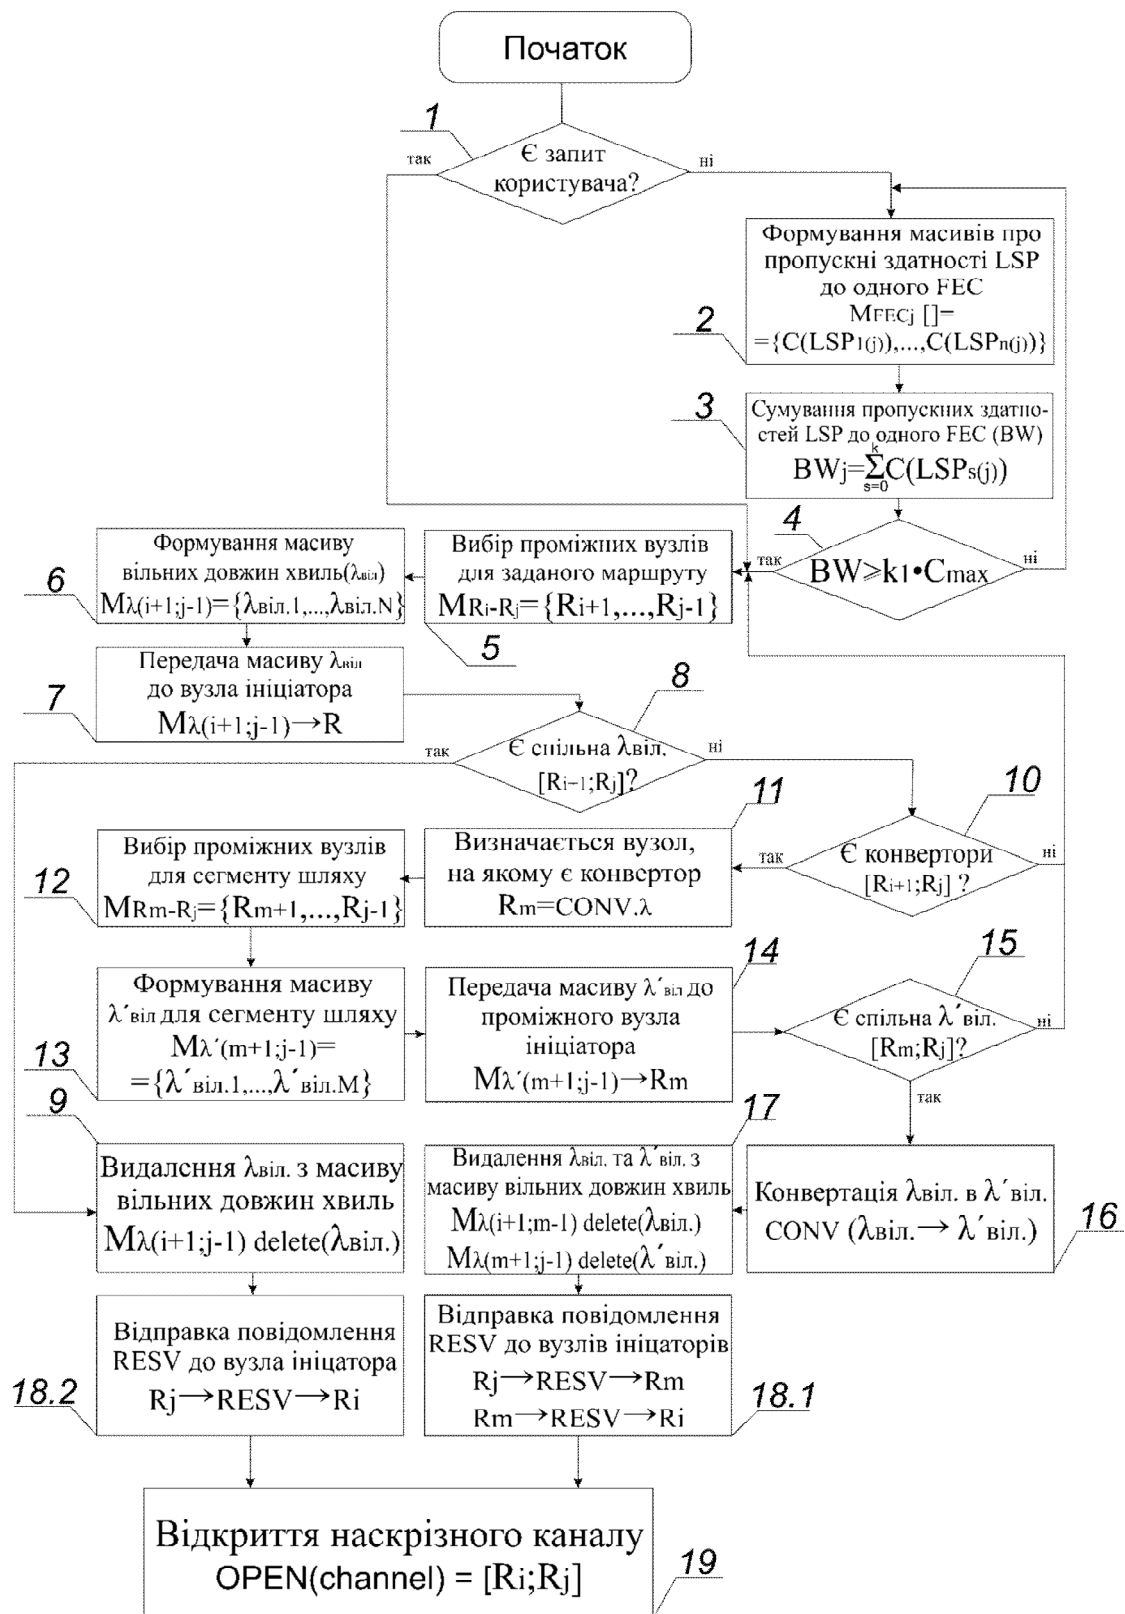 Початок
1
так
Є запит
користувача?
ні
Формування масивів про
пропускні здатності LSP
до одного FEC
MFECj []=
={C(LSP1(j)),...,C(LSPn(j))}
2
3
Сумування пропускних здатно-
стей LSP до одного FEC (BW)
BWj=∑C(LSPs(j))
k
s=0
4
BW≥k1•Cmax
так
ні
Вибір проміжних вузлів
для заданого маршруту
MRi-Rj={Ri+1,...,Rj-1}
5
Формування масиву
вільних довжин хвиль(λвіл)
Mλ(i+1;j-1)={λвіл.1,...,λвіл.N}
6
Передача масиву λвіл
до вузла ініціатора
Mλ(i+1;j-1)→R
7
8
так
Є спільна λвіл.
[Ri+1;Rj]?
ні
10
Є конвертори
[Ri+1;Rj] ?
так
ні
11
Визначається вузол,
на якому є конвертор
Rm=CONV.λ
Вибір проміжних вузлів
для сегменту шляху
MRm-Rj={Rm+1,...,Rj-1}
12
Формування масиву
λ´віл для сегменту шляху
Mλ´(m+1;j-1)=
={λ´віл.1,...,λ´віл.M}
13
14
Передача масиву λ´віл до
проміжного вузла
ініціатора
Mλ´(m+1;j-1)→Rm
15
Є спільна λ´віл.
[Rm;Rj]?
ні
так
9
Видалення λвіл. з масиву
вільних довжин хвиль
Mλ(i+1;j-1) delete(λвіл.)
17
Видалення λвіл. та λ´віл. з
масиву вільних довжин хвиль
Mλ(i+1;m-1) delete(λвіл.)
Mλ(m+1;j-1) delete(λ´віл.)
Конвертація λвіл. в λ´віл.
CONV (λвіл.→ λ´віл.)
16
Відправка повідомлення
RESV до вузла ініцатора
Rj→RESV→Ri
18.2
Відправка повідомлення
RESV до вузлів ініцаторів
Rj→RESV→Rm
Rm→RESV→Ri
18.1
Відкриття наскрізного каналу
OPEN(channel) = [Ri;Rj]
19